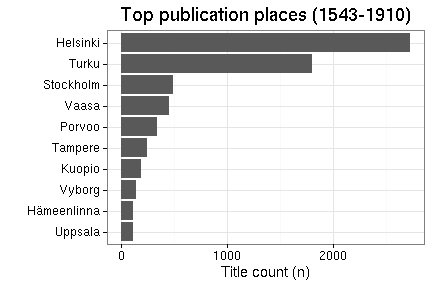 Top publication places (1543-1910)
Helsinki
Turku
Stockholm
Vaasa
Porvoo
Tampere
Kuopio
Vyborg
Hämeenlinna
Uppsala
0 1000 2000
Title count (n)